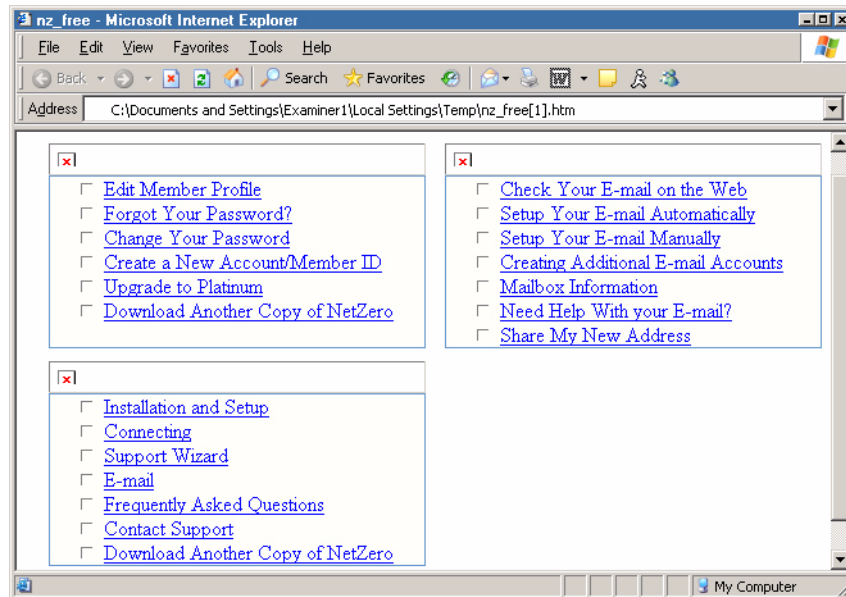 nz_free - Microsoft Internet Explorer
File Edit View Favorites Tools Help
Back Search Favorites
Address C:\Documents and Settings\Examiner1\Local Settings\Temp\nz_free[1].htm
Edit Member Profile
Forgot Your Password?
Change Your Password
Create a New Account/Member ID
Upgrade to Platinum
Download Another Copy of NetZero
Check Your E-mail on the Web
Setup Your E-mail Automatically
Setup Your E-mail Manually
Creating Additional E-mail Accounts
Mailbox Information
Need Help With your E-mail?
Share My New Address
Installation and Setup
Connecting
Support Wizard
E-mail
Frequently Asked Questions
Contact Support
Download Another Copy of NetZero
My Computer